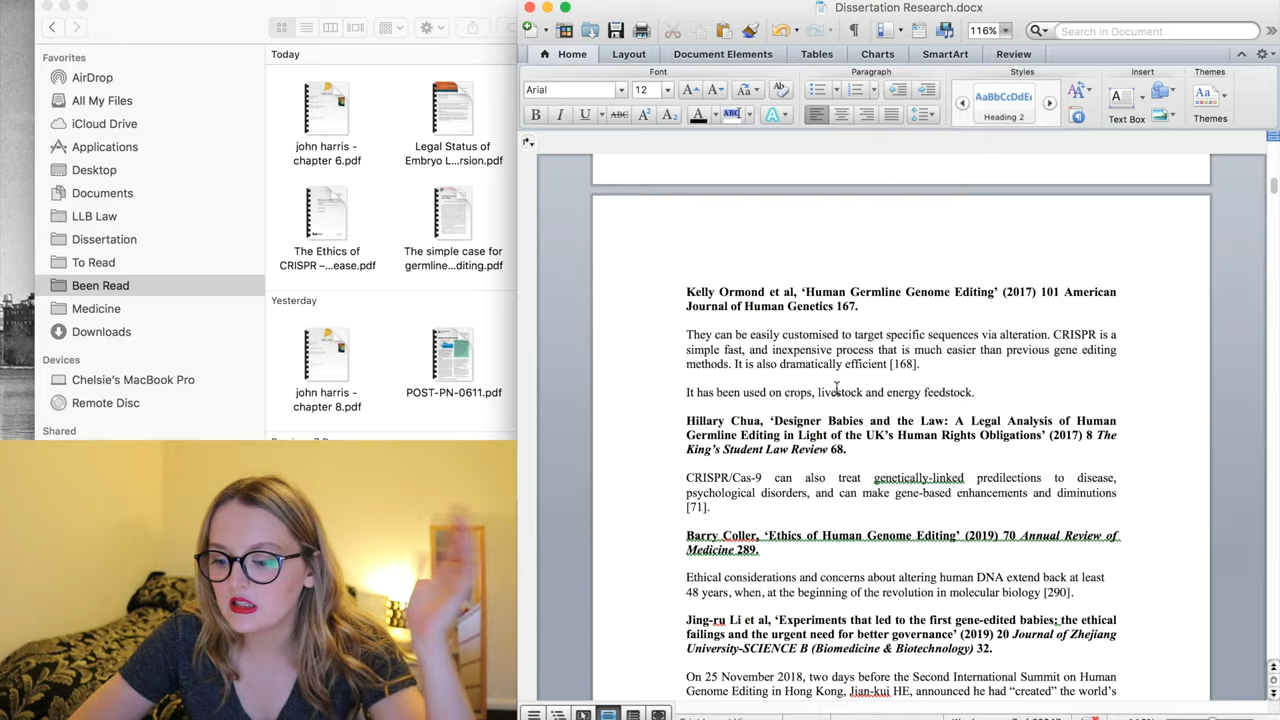 Dissertation Research.docx
116%
Search in Document
Home Layout Document Elements Tables Charts SmartArt Review
Font Paragraph Styles Insert Themes
Arial 12 AaBbCcDdE Heading 2 Text Box Themes
Favorites
AirDrop
All My Files
iCloud Drive
Applications
Desktop
Documents
LLB Law
Dissertation
To Read
Been Read
Medicine
Downloads
Devices
Chelsie's MacBook Pro
Remote Disc
Shared
Today
john harris -
chapter 6.pdf
Legal Status of
Embryo L...rsion.pdf
The Ethics of
CRISPR –...ease.pdf
The simple case for
germline...diting.pdf
Yesterday
john harris -
chapter 8.pdf
POST-PN-0611.pdf
Kelly Ormond et al, ‘Human Germline Genome Editing’ (2017) 101 American
Journal of Human Genetics 167.
They can be easily customised to target specific sequences via alteration. CRISPR is a
simple fast, and inexpensive process that is much easier than previous gene editing
methods. It is also dramatically efficient [168].
It has been used on crops, livestock and energy feedstock.
Hillary Chua, ‘Designer Babies and the Law: A Legal Analysis of Human
Germline Editing in Light of the UK’s Human Rights Obligations’ (2017) 8 The
King’s Student Law Review 68.
CRISPR/Cas-9 can also treat genetically-linked predilections to disease,
psychological disorders, and can make gene-based enhancements and diminutions
[71].
Barry Coller, ‘Ethics of Human Genome Editing’ (2019) 70 Annual Review of
Medicine 289.
Ethical considerations and concerns about altering human DNA extend back at least
48 years, when, at the beginning of the revolution in molecular biology [290].
Jing-ru Li et al, ‘Experiments that led to the first gene-edited babies; the ethical
failings and the urgent need for better governance’ (2019) 20 Journal of Zhejiang
University-SCIENCE B (Biomedicine & Biotechnology) 32.
On 25 November 2018, two days before the Second International Summit on Human
Genome Editing in Hong Kong, Jian-kui HE, announced he had “created” the world’s